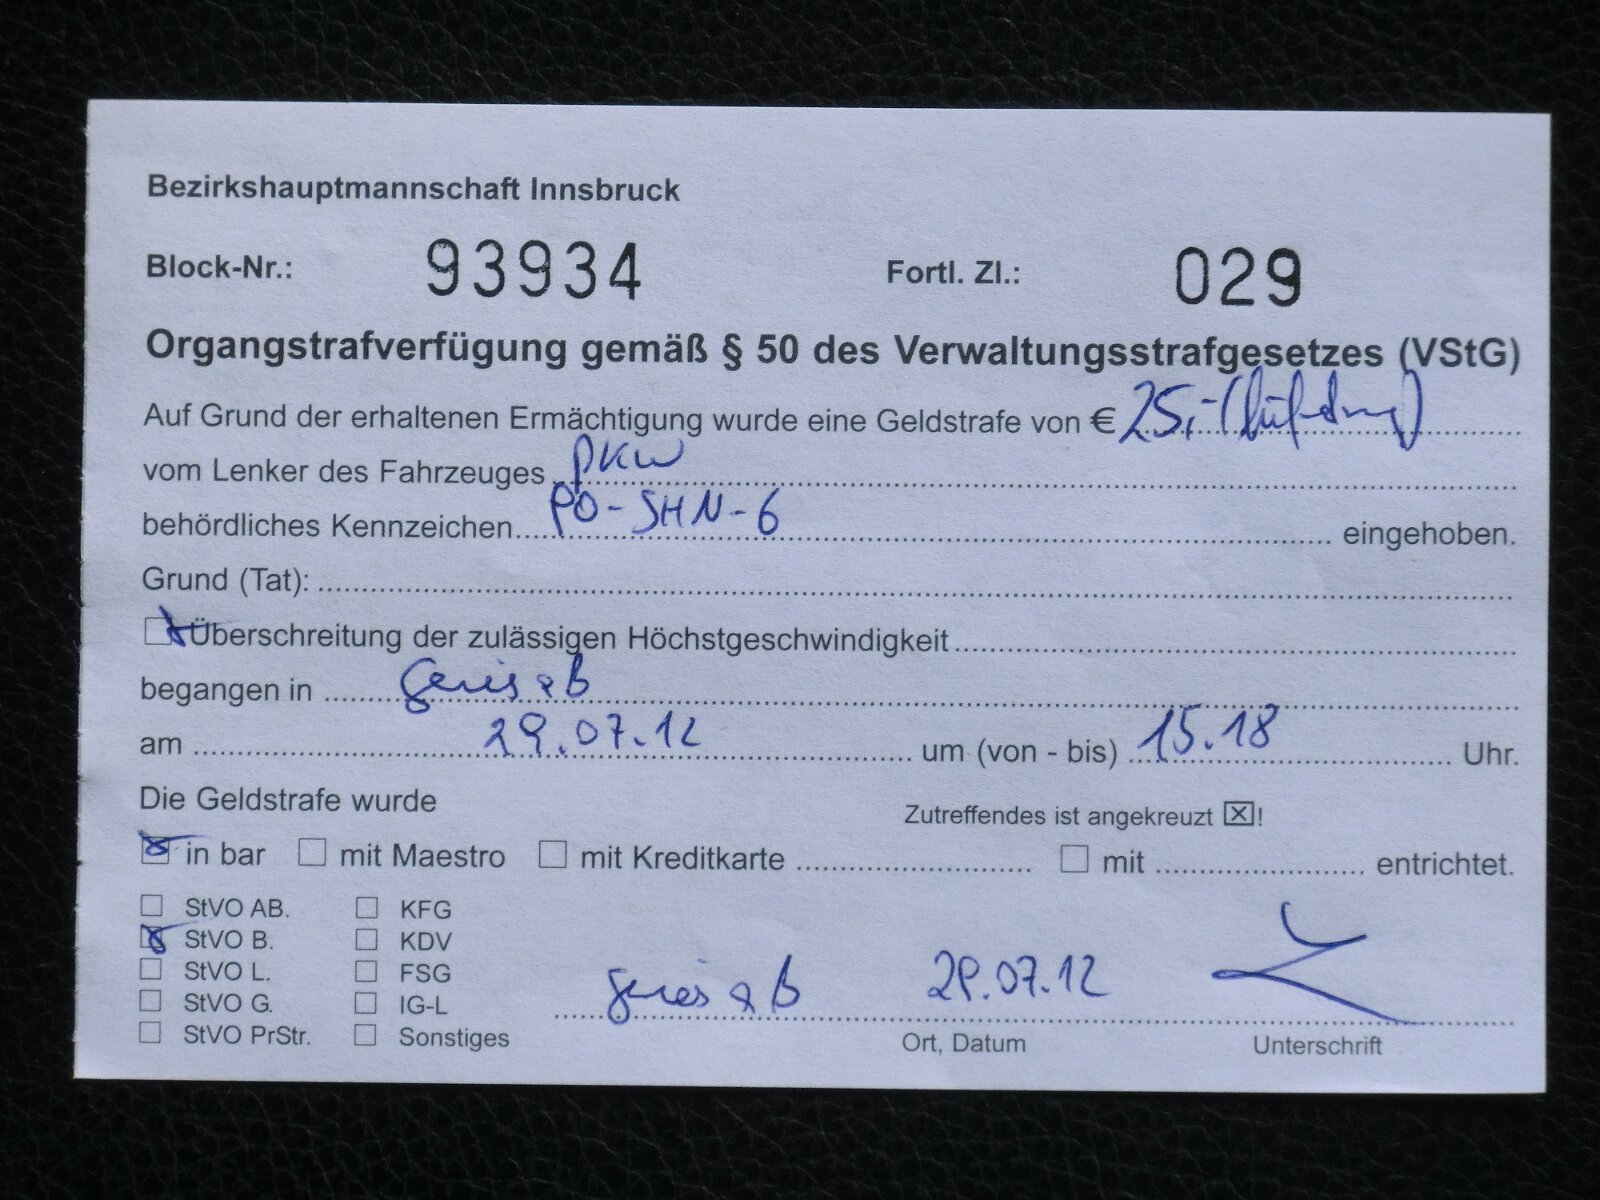 Bezirkshauptmannschaft Innsbruck
Block-Nr.: 93934 Fortl. Zl.: 029
Organgstrafverfügung gemäß § 50 des Verwaltungsstrafgesetzes (VStG)
Auf Grund der erhaltenen Ermächtigung wurde eine Geldstrafe von € 25,-
vom Lenker des Fahrzeuges PKW
behördliches Kennzeichen PO-SHN-6 eingehoben.
Grund (Tat):
Überschreitung der zulässigen Höchstgeschwindigkeit
begangen in
am 29.07.12 um (von - bis) 15.18 Uhr.
Die Geldstrafe wurde Zutreffendes ist angekreuzt ☒!
in bar mit Maestro mit Kreditkarte mit entrichtet.
StVO AB. KFG
StVO B. KDV
StVO L. FSG
StVO G. IG-L
29.07.12
StVO PrStr. Sonstiges
Ort, Datum Unterschrift